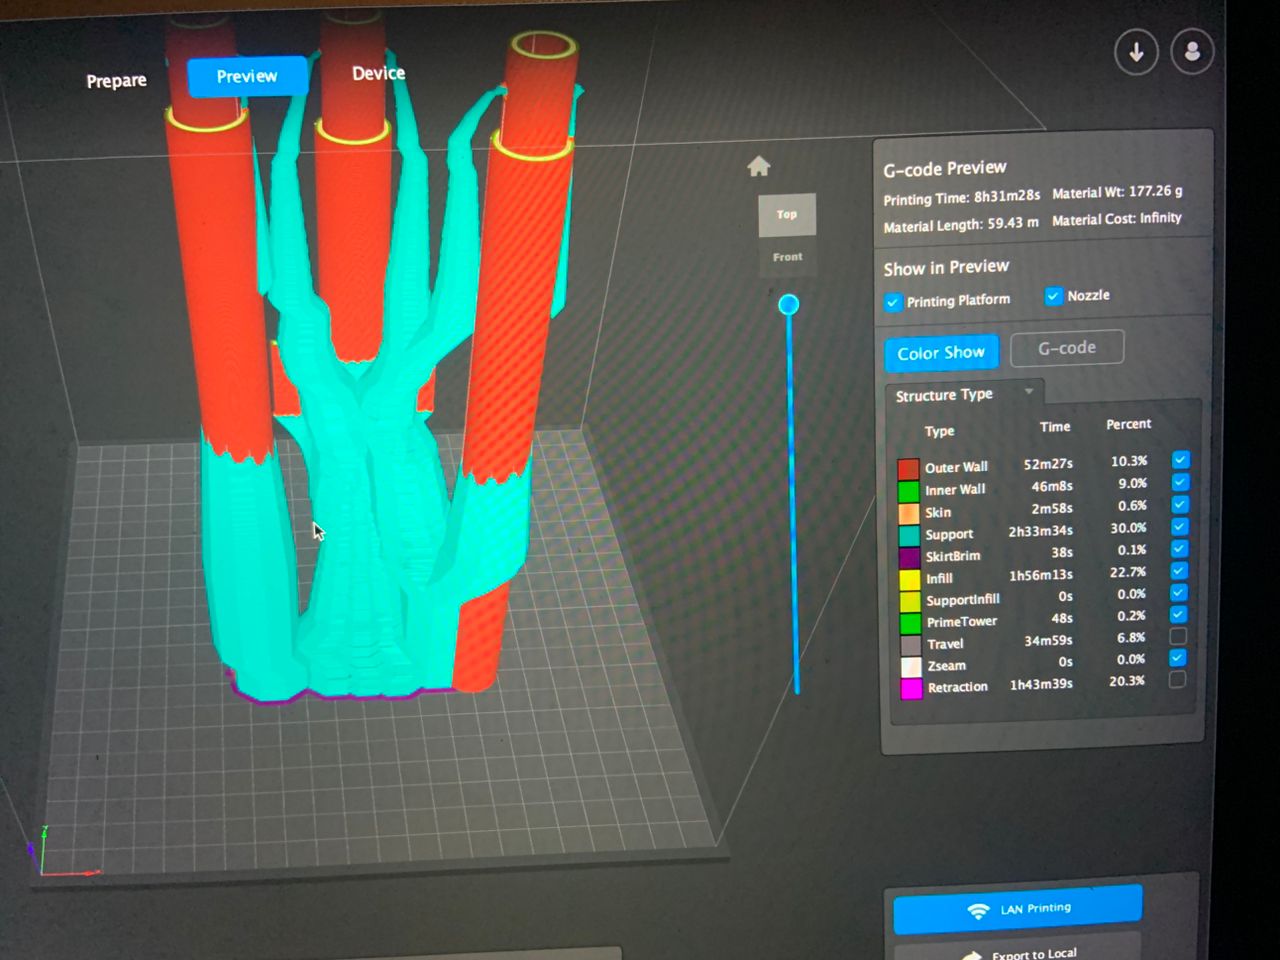 Prepare
Preview
Device
Top
Front
G-code Preview
Printing Time: 8h31m28s Material Wt: 177.26 g
Material Length: 59.43 m Material Cost: Infinity
Show in Preview
Printing Platform Nozzle
Color Show G-code
Structure Type
Type Time Percent
Outer Wall 52m27s 10.3%
Inner Wall 46m8s 9.0%
Skin 2m58s 0.6%
Support 2h33m34s 30.0%
SkirtBrim 38s 0.1%
Infill 1h56m13s 22.7%
SupportInfill 0s 0.0%
PrimeTower 48s 0.2%
Travel 34m59s 6.8%
Zseam 0s 0.0%
Retraction 1h43m39s 20.3%
LAN Printing
Export to Local